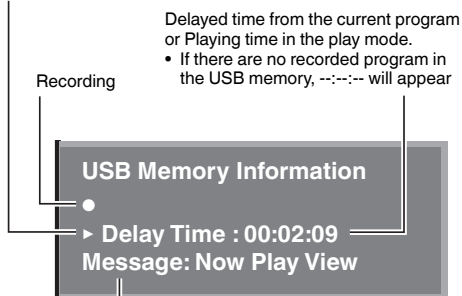 Delayed time from the current program
or Playing time in the play mode.
• If there are no recorded program in
the USB memory, --:--:-- will appear
Recording
USB Memory Information
●
► Delay Time : 00:02:09
Message: Now Play View